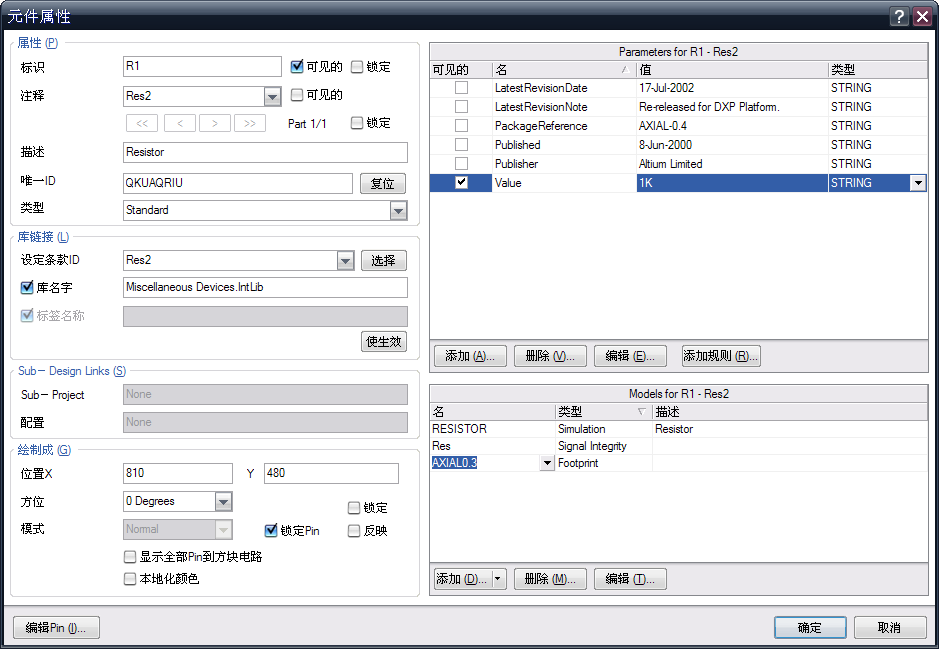 元件属性
属性 (P)
标识 R1 可见的 锁定
注释 Res2 可见的
<< < > >> Part 1/1 锁定
描述 Resistor
唯一ID QKUAQRIU 复位
类型 Standard
库链接 (L)
设定条款ID Res2 选择
库名字 Miscellaneous Devices.IntLib
标签名称
使生效
Sub－ Design Links (S)
Sub－ Project None
配置 None
绘制成 (G)
位置X 810 Y 480
方位 0 Degrees 锁定
模式 Normal 锁定Pin 反映
显示全部Pin到方块电路
本地化颜色
Parameters for R1 - Res2
可见的 名 值 类型
LatestRevisionDate 17-Jul-2002 STRING
LatestRevisionNote Re-released for DXP Platform. STRING
PackageReference AXIAL-0.4 STRING
Published 8-Jun-2000 STRING
Publisher Altium Limited STRING
Value 1K STRING
添加 (A)... 删除 (V)... 编辑 (E)... 添加规则 (R)...
Models for R1 - Res2
名 类型 描述
RESISTOR Simulation Resistor
Res Signal Integrity
AXIAL0.3 Footprint
添加 (D)... 删除 (M)... 编辑 (T)...
编辑Pin (I)... 确定 取消